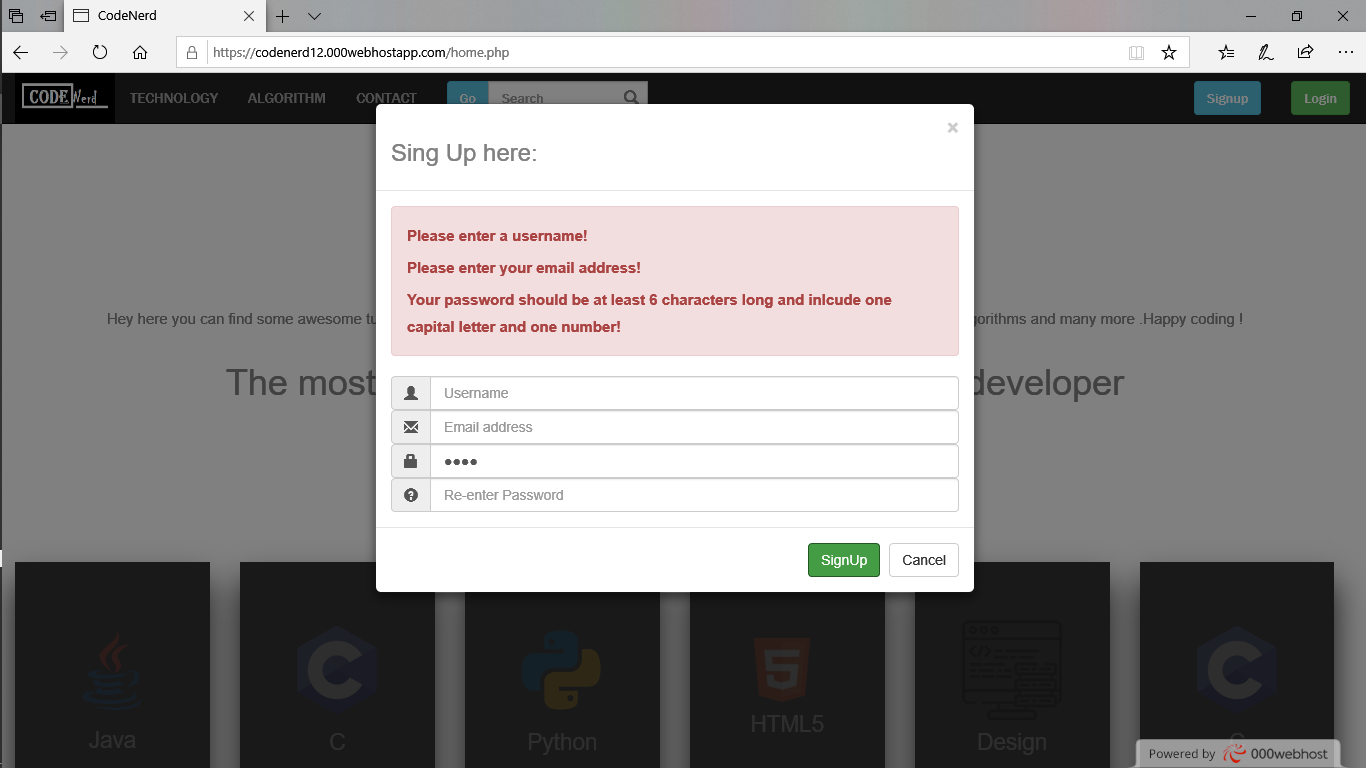 CodeNerd
https://codenerd12.000webhostapp.com/home.php
CODE Nerd TECHNOLOGY ALGORITHM CONTACT Go Search Signup Login
×
Sing Up here:
Please enter a username!
Please enter your email address!
Your password should be at least 6 characters long and inlcude one
capital letter and one number!
Hey here you can find some awesome tu gorithms and many more .Happy coding !
The most developer
Username
Email address
Re-enter Password
SignUp Cancel
Java C Python HTML5 Design C
Powered by 000webhost